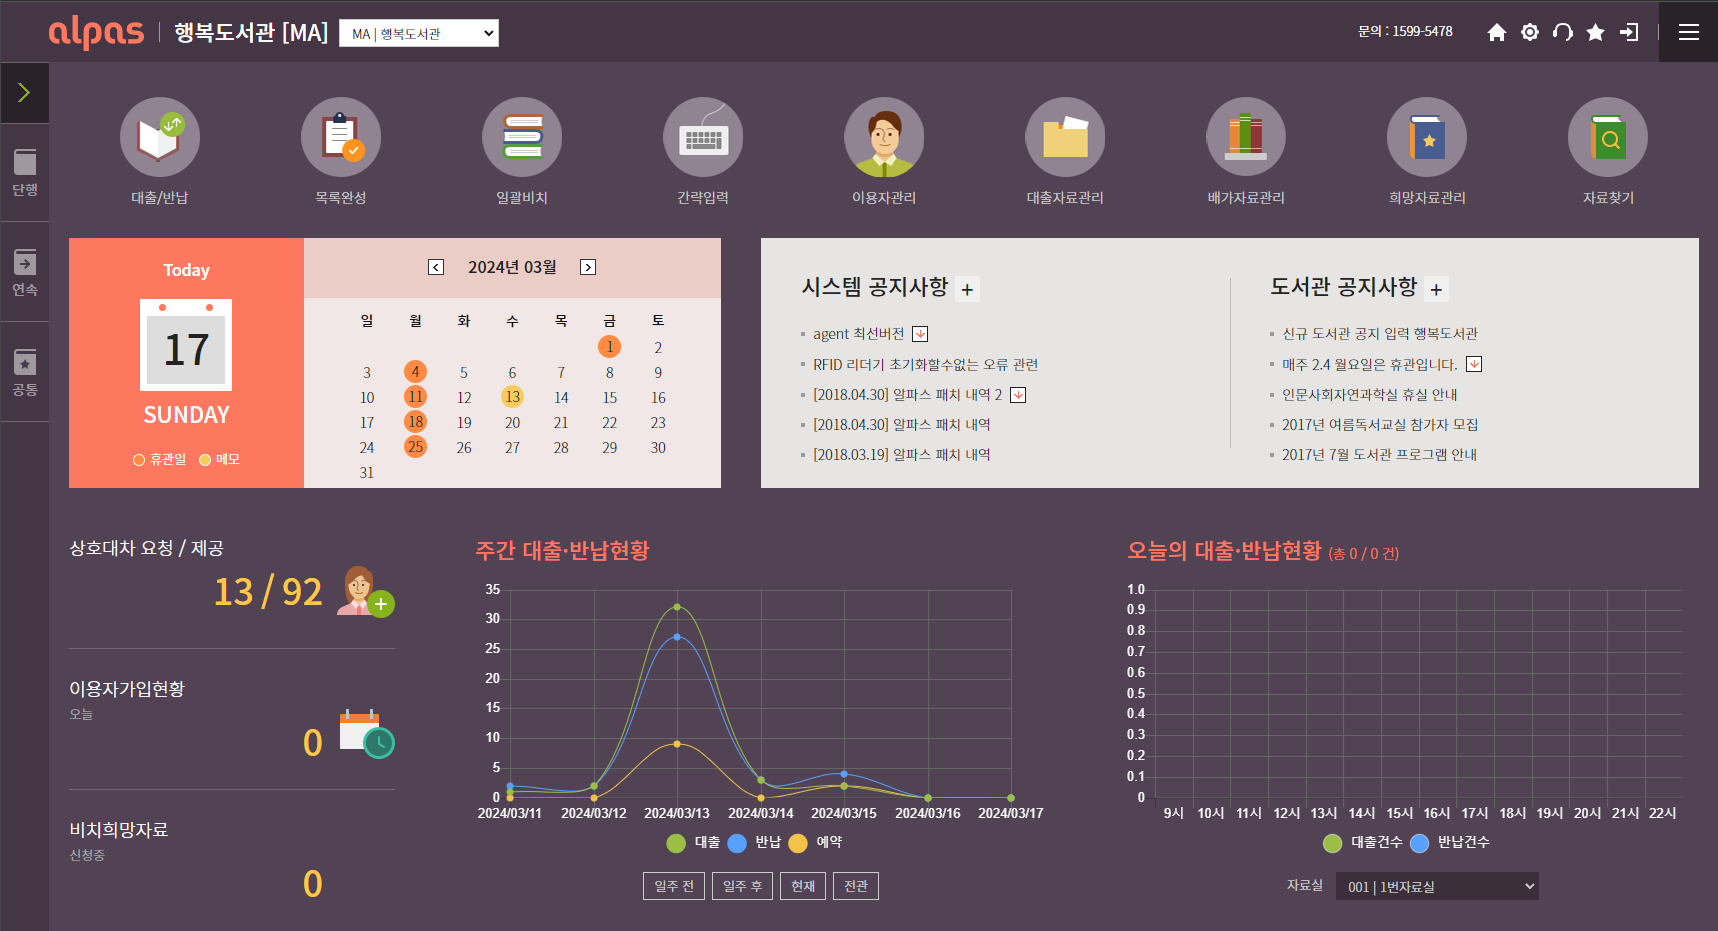 alpas
행복도서관 [MA]
MA | 행복도서관
문의 : 1599-5478
단행
연속
공통
대출/반납
목록완성
일괄비치
간략입력
이용자관리
대출자료관리
배가자료관리
희망자료관리
자료찾기
Today
17
SUNDAY
휴관일 메모
2024년 03월
일 월 화 수 목 금 토
1 2
3 4 5 6 7 8 9
10 11 12 13 14 15 16
17 18 19 20 21 22 23
24 25 26 27 28 29 30
31
시스템 공지사항 +
agent 최선버전
RFID 리더기 초기화할수없는 오류 관련
[2018.04.30] 알파스 패치 내역 2
[2018.04.30] 알파스 패치 내역
[2018.03.19] 알파스 패치 내역
도서관 공지사항 +
신규 도서관 공지 입력 행복도서관
매주 2.4 월요일은 휴관입니다.
인문사회자연과학실 휴실 안내
2017년 여름독서교실 참가자 모집
2017년 7월 도서관 프로그램 안내
상호대차 요청 / 제공
13 / 92
이용자가입현황
오늘
0
비치희망자료
신청중
0
주간 대출·반납현황
35
30
25
20
15
10
5
0
2024/03/11 2024/03/12 2024/03/13 2024/03/14 2024/03/15 2024/03/16 2024/03/17
대출 반납 예약
일주 전 일주 후 현재 전관
오늘의 대출·반납현황 (총 0 / 0 건)
1.0
0.9
0.8
0.7
0.6
0.5
0.4
0.3
0.2
0.1
0
9시 10시 11시 12시 13시 14시 15시 16시 17시 18시 19시 20시 21시 22시
대출건수 반납건수
자료실 001 | 1번자료실